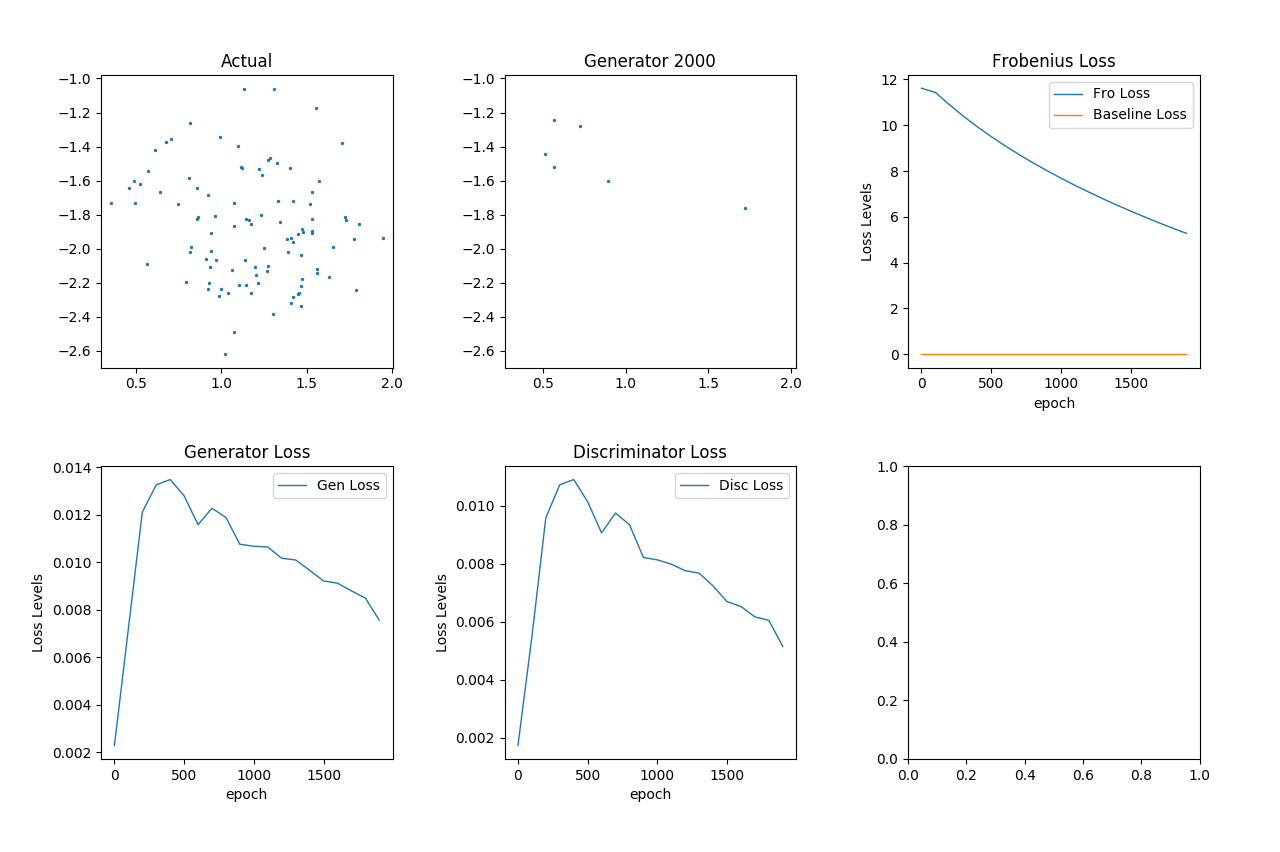 Actual
−1.0
−1.2
−1.4
−1.6
−1.8
−2.0
−2.2
−2.4
−2.6
0.5 1.0 1.5 2.0
Generator 2000
−1.0
−1.2
−1.4
−1.6
−1.8
−2.0
−2.2
−2.4
−2.6
0.5 1.0 1.5 2.0
Frobenius Loss
Fro Loss
Baseline Loss
Loss Levels
12
10
8
6
4
2
0
0 500 1000 1500
epoch
Generator Loss
Gen Loss
Loss Levels
0.014
0.012
0.010
0.008
0.006
0.004
0.002
0 500 1000 1500
epoch
Discriminator Loss
Disc Loss
Loss Levels
0.010
0.008
0.006
0.004
0.002
0 500 1000 1500
epoch
1.0
0.8
0.6
0.4
0.2
0.0
0.0 0.2 0.4 0.6 0.8 1.0